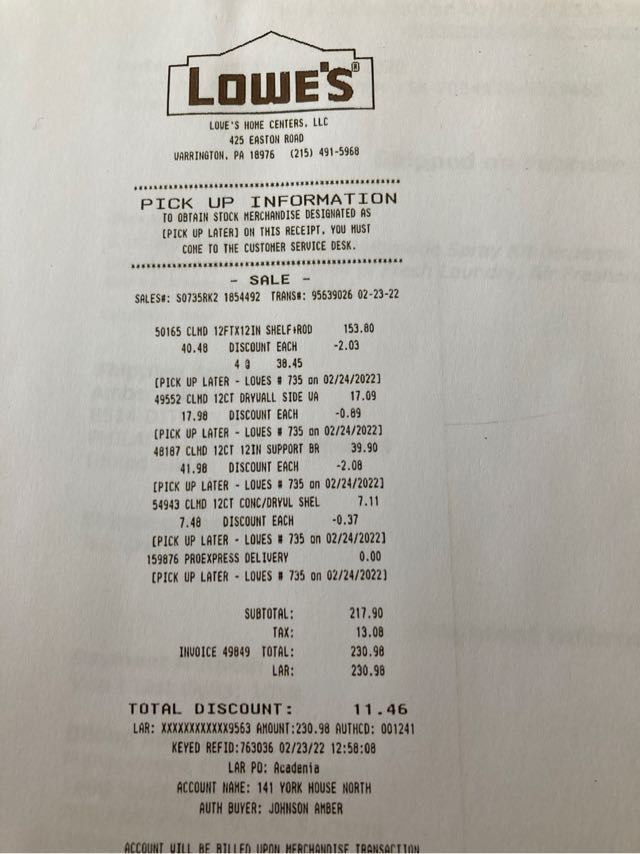 LOWE'S®
LOWE'S HOME CENTERS, LLC
425 EASTON ROAD
WARRINGTON, PA 18976 (215) 491-5968
PICK UP INFORMATION
TO OBTAIN STOCK MERCHANDISE DESIGNATED AS
[PICK UP LATER] ON THIS RECEIPT, YOU MUST
COME TO THE CUSTOMER SERVICE DESK.
- SALE -
SALES#: S0735RK2 1854492 TRANS#: 95639026 02-23-22
50165 CLMD 12FTX12IN SHELF+ROD 153.80
40.48 DISCOUNT EACH -2.03
4 @ 38.45
[PICK UP LATER - LOWES # 735 on 02/24/2022]
49552 CLMD 12CT DRYWALL SIDE WA 17.09
17.98 DISCOUNT EACH -0.89
[PICK UP LATER - LOWES # 735 on 02/24/2022]
48187 CLMD 12CT 12IN SUPPORT BR 39.90
41.98 DISCOUNT EACH -2.08
[PICK UP LATER - LOWES # 735 on 02/24/2022]
54943 CLMD 12CT CONC/DRYWL SHEL 7.11
7.48 DISCOUNT EACH -0.37
[PICK UP LATER - LOWES # 735 on 02/24/2022]
159876 PROEXPRESS DELIVERY 0.00
[PICK UP LATER - LOWES # 735 on 02/24/2022]
SUBTOTAL: 217.90
TAX: 13.08
INVOICE 49849 TOTAL: 230.98
LAR: 230.98
TOTAL DISCOUNT: 11.46
LAR: XXXXXXXXXXXX9563 AMOUNT:230.98 AUTHCD: 001241
KEYED REFID:763036 02/23/22 12:58:08
LAR PO: Acadenia
ACCOUNT NAME: 141 YORK HOUSE NORTH
AUTH BUYER: JOHNSON AMBER
ACCOUNT WILL BE BILLED UPON MERCHANDISE TRANSACTION